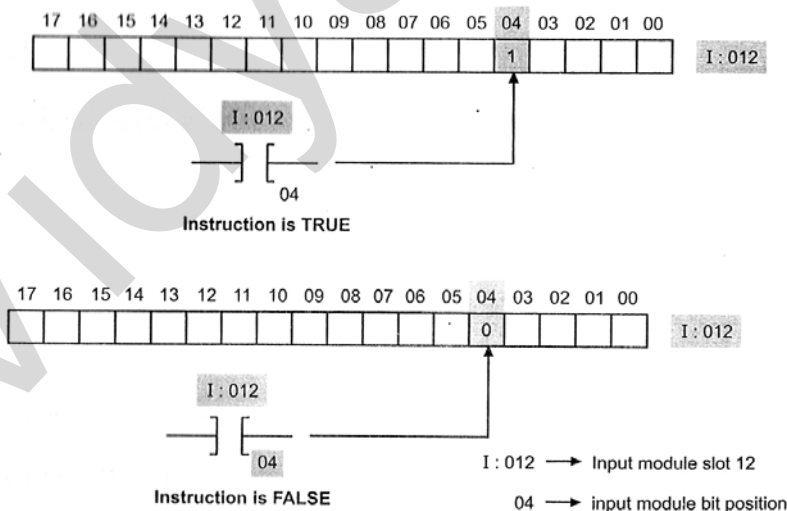 17 16 15 14 13 12 11 10 09 08 07 06 05 04 03 02 01 00
1 I : 012
I : 012
04
Instruction is TRUE
17 16 15 14 13 12 11 10 09 08 07 06 05 04 03 02 01 00
0 I : 012
I : 012
04
I : 012 → Input module slot 12
Instruction is FALSE
04 → input module bit position
vidya